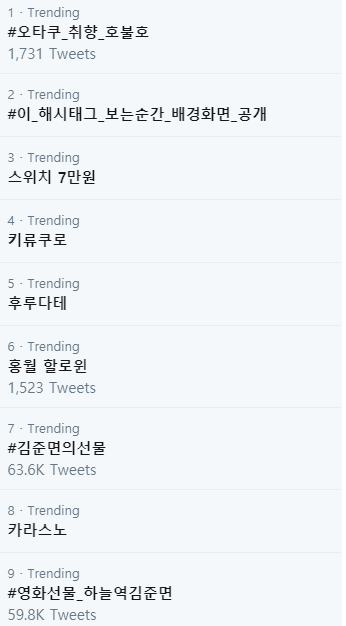 1 · Trending
#오타쿠_취향_호불호
1,731 Tweets
2 · Trending
#이_해시태그_보는순간_배경화면_공개
3 · Trending
스위치 7만원
4 · Trending
키류쿠로
5 · Trending
후루다테
6 · Trending
홍월 할로윈
1,523 Tweets
7 · Trending
#김준면의선물
63.6K Tweets
8 · Trending
카라스노
9 · Trending
#영화선물_하늘역김준면
59.8K Tweets